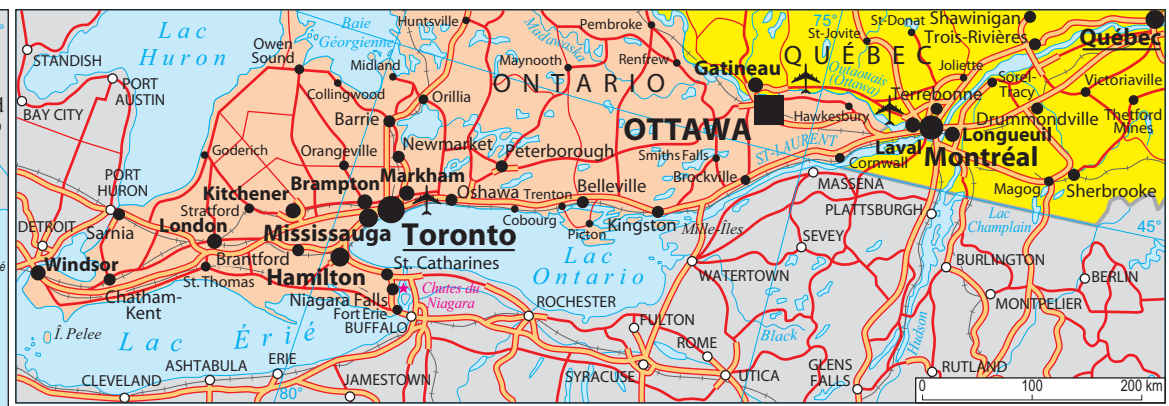 Lac
Huron
STANDISH
PORT
AUSTIN
BAY CITY
Owen
Sound
Baie
Géorgienne
Huntsville
Midland
Collingwood
Orillia
Barrie
Madawaska
Maynooth
Pembroke
Renfrew
ONTARIO
Gatineau
OTTAWA
75°
St-Donat
St-Jovite
Shawinigan
Trois-Rivières
Québec
QUÉBEC
Outaouais
(Ottawa)
Joliette
Sorel-
Tracy
Victoriaville
Terrebonne
Hawkesbury
Drummondville
Thetford
Mines
Laval
Longueuil
Montréal
Goderich
Orangeville
Newmarket
Peterborough
Smiths Falls
ST-LAURENT
Cornwall
Brockville
MASSENA
Magog
Sherbrooke
PORT
HURON
Kitchener
Brampton
Markham
Oshawa
Trenton
Belleville
Stratford
Cobourg
Picton
Kingston
Mille-Îles
PLATTSBURGH
Lac
Champlain
45°
DETROIT
Sarnia
London
Mississauga
Toronto
SEVEY
Windsor
Brantford
Hamilton
St. Catharines
Lac
Ontario
WATERTOWN
BURLINGTON
BERLIN
St. Thomas
Chatham-
Kent
Niagara Falls
Chutes du
Niagara
Fort Erie
BUFFALO
ROCHESTER
MONTPELIER
Î. Pelee
Lac Érié
FULTON
Black
ROME
Hudson
ASHTABULA
ERIE
SYRACUSE
UTICA
GLENS
FALLS
RUTLAND
CLEVELAND
80°
JAMESTOWN
0 100 200 km